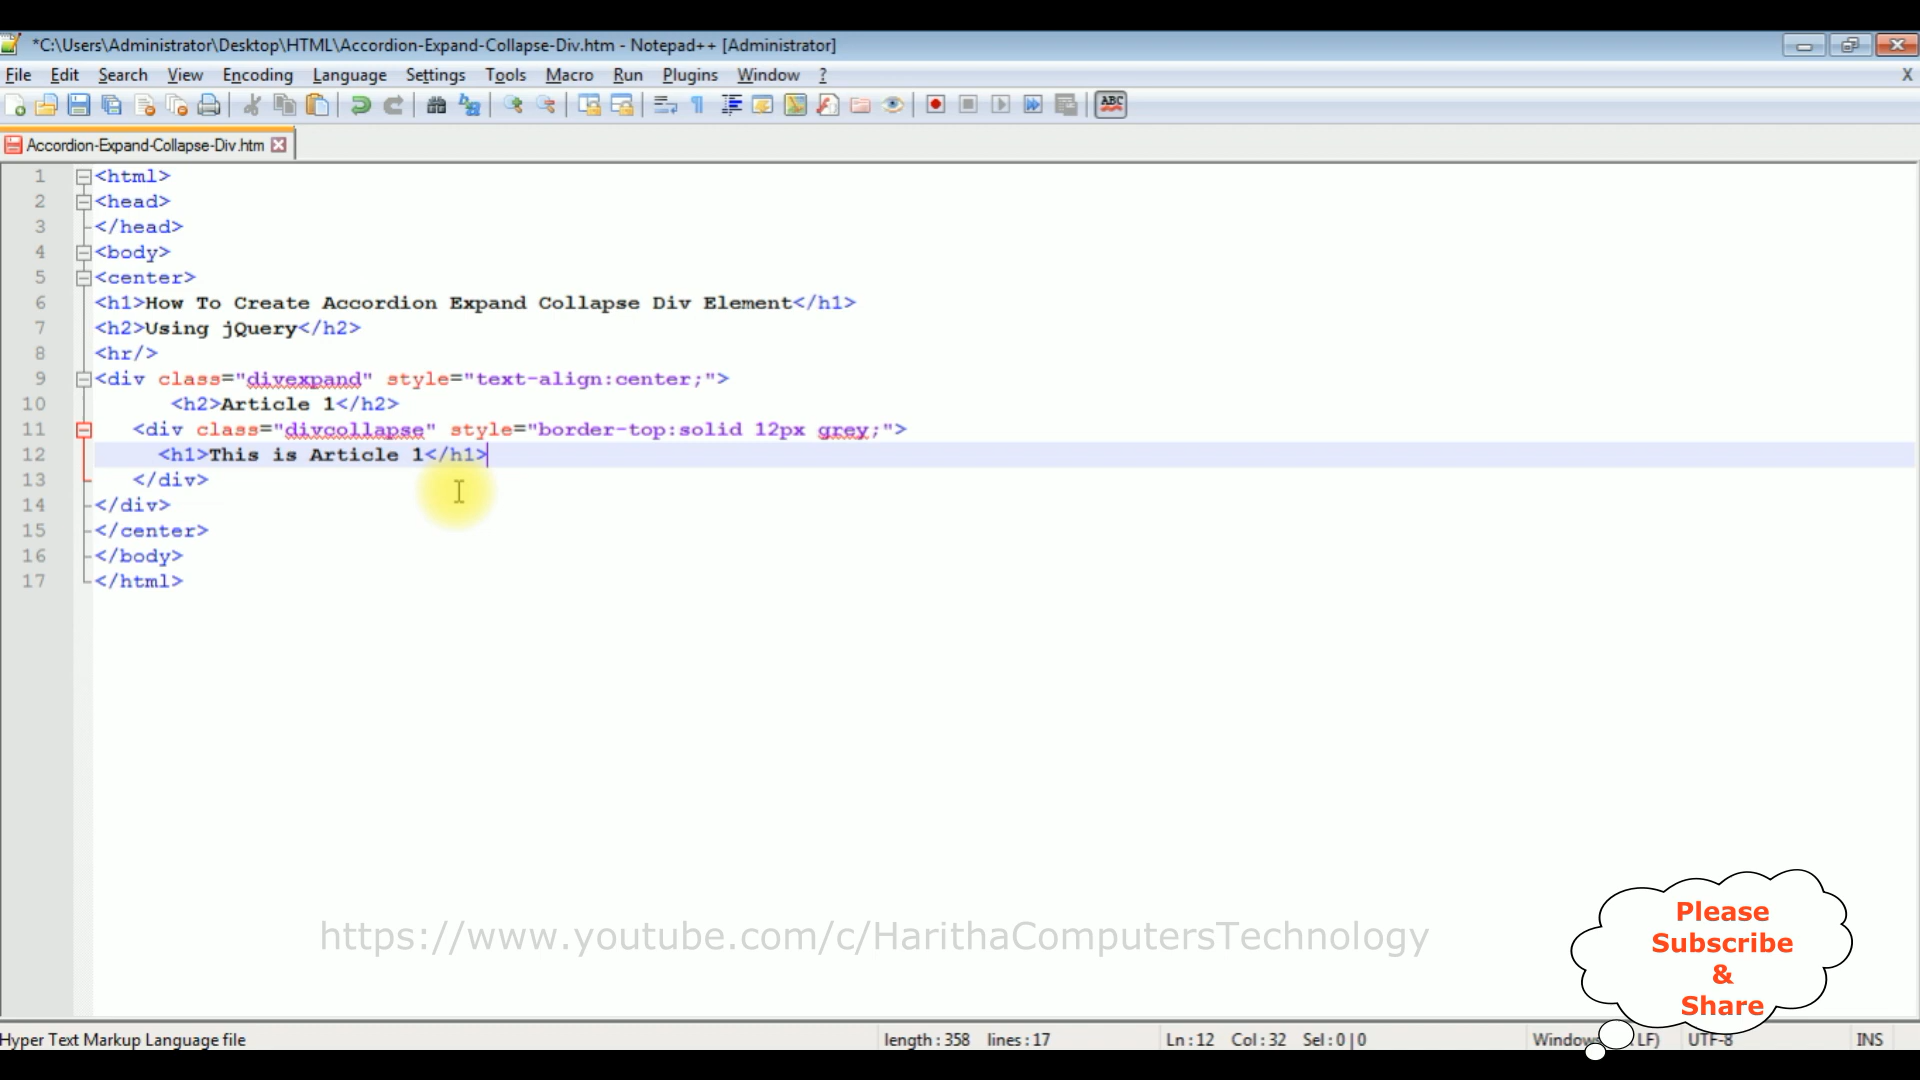 *C:\Users\Administrator\Desktop\HTML\Accordion-Expand-Collapse-Div.htm - Notepad++ [Administrator]
File Edit Search View Encoding Language Settings Tools Macro Run Plugins Window ? X
ABC
Accordion-Expand-Collapse-Div.htm
1 <html>
2 <head>
3 </head>
4 <body>
5 <center>
6 <h1>How To Create Accordion Expand Collapse Div Element</h1>
7 <h2>Using jQuery</h2>
8 <hr/>
9 <div class="divexpand" style="text-align:center;">
10 <h2>Article 1</h2>
11 <div class="divcollapse" style="border-top:solid 12px grey;">
12 <h1>This is Article 1</h1>
13 </div>
14 </div>
15 </center>
16 </body>
17 </html>
https://www.youtube.com/c/HarithaComputersTechnology
Please
Subscribe
&
Share
Hyper Text Markup Language file length : 358 lines : 17 Ln : 12 Col : 32 Sel : 0 | 0 Windows LF) UTF-8 INS